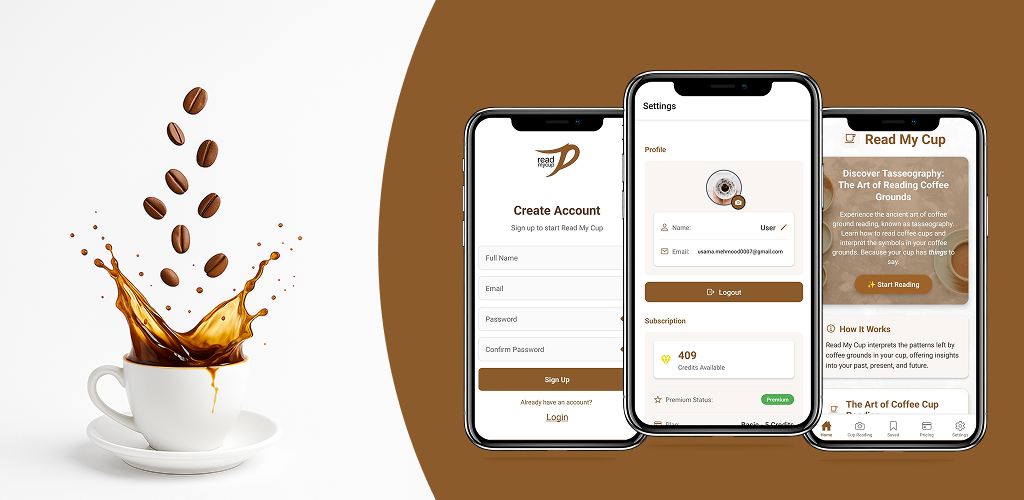 read
mycup
Create Account
Sign up to start Read My Cup
Full Name
Email
Password
Confirm Password
Sign Up
Already have an account?
Login
Settings
Profile
Name:
User
Email:
usama.mehmood0007@gmail.com
Logout
Subscription
409
Credits Available
Premium Status:
Premium
Plan:
Basic - 5 Credits
Read My Cup
Discover Tasseography:
The Art of Reading Coffee
Grounds
Experience the ancient art of coffee
ground reading, known as tasseography.
Learn how to read coffee cups and
interpret the symbols in your coffee
grounds. Because your cup has things to
say.
✨ Start Reading
How It Works
Read My Cup interprets the patterns left by
coffee grounds in your cup, offering insights
into your past, present, and future.
The Art of Coffee Cup
Reading
Home
Cup Reading
Saved
Pricing
Settings